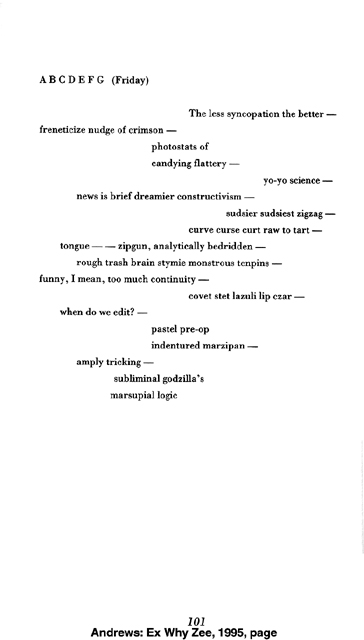 A B C D E F G (Friday)
The less syncopation the better —
freneticize nudge of crimson —
photostats of
candying flattery —
yo-yo science —
news is brief dreamier constructivism —
sudsier sudsiest zigzag —
curve curse curt raw to tart —
tongue — — zipgun, analytically bedridden —
rough trash brain stymie monstrous tenpins —
funny, I mean, too much continuity —
covet stet lazuli lip czar —
when do we edit? —
pastel pre-op
indentured marzipan —
amply tricking —
subliminal godzilla's
marsupial logic
101
Andrews: Ex Why Zee, 1995, page